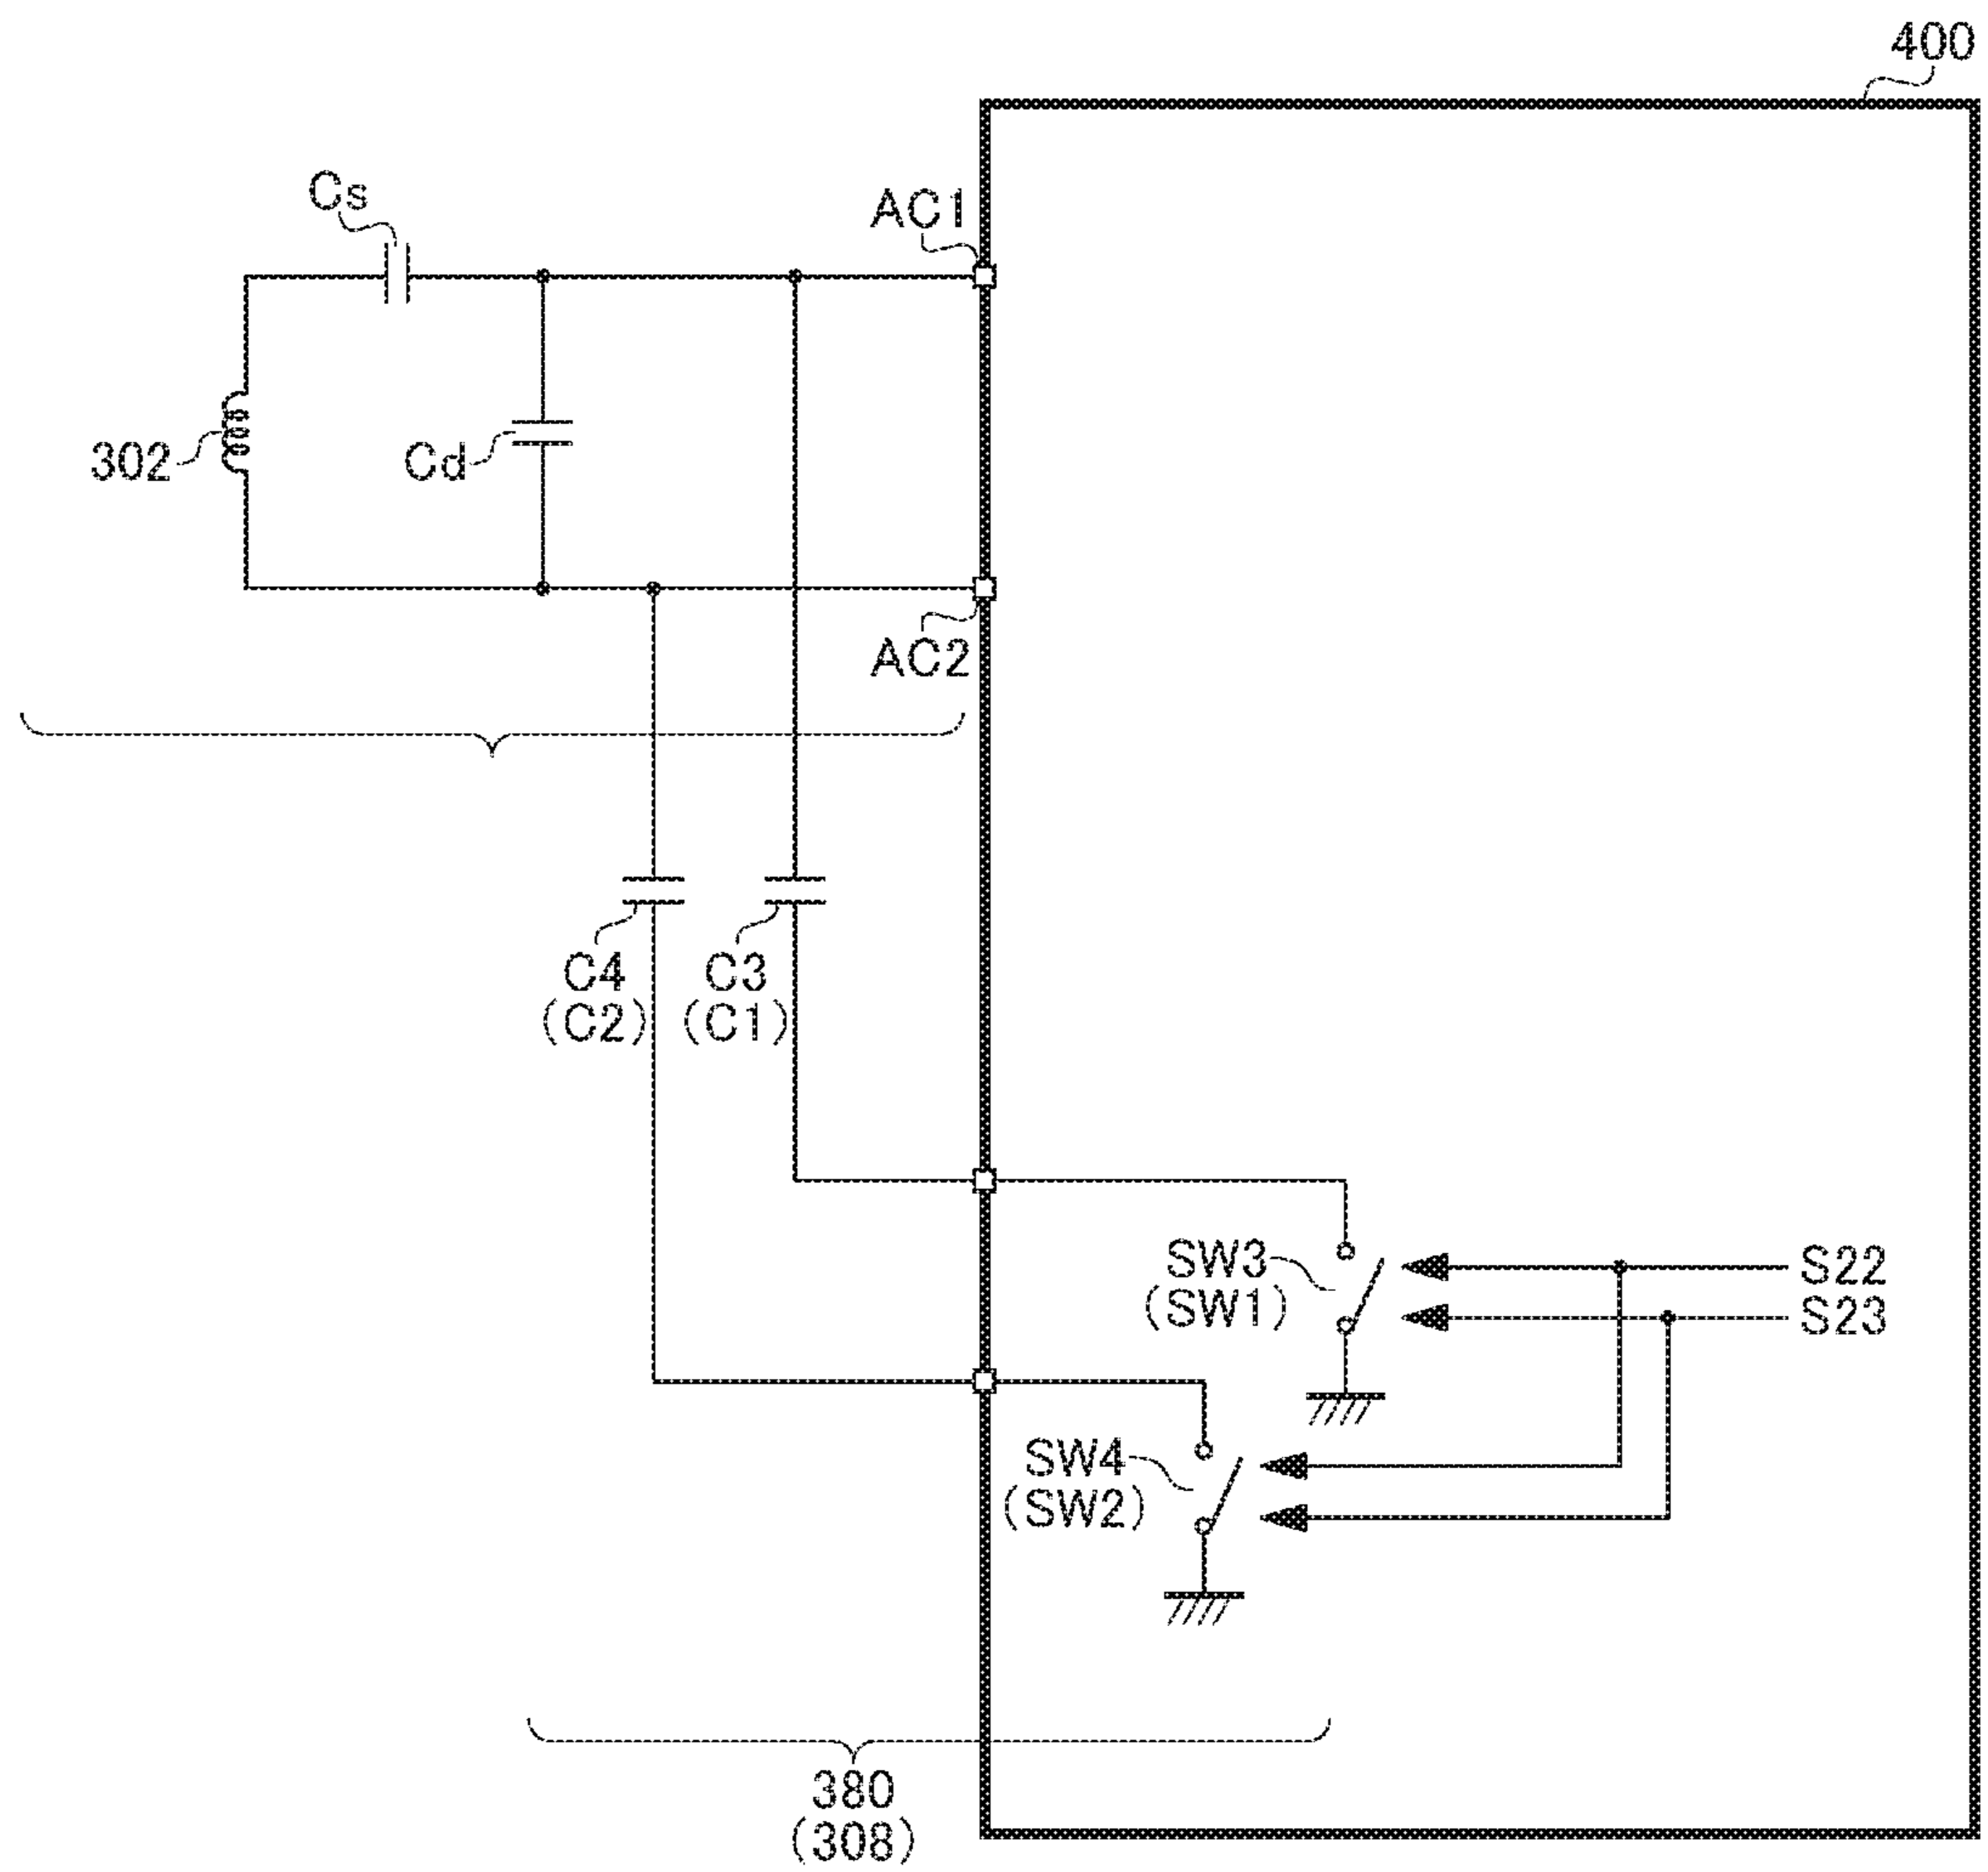 400
Cs
AC1
302
Cd
AC2
C4
(C2)
C3
(C1)
SW3
(SW1)
S22
S23
SW4
(SW2)
380
(308)